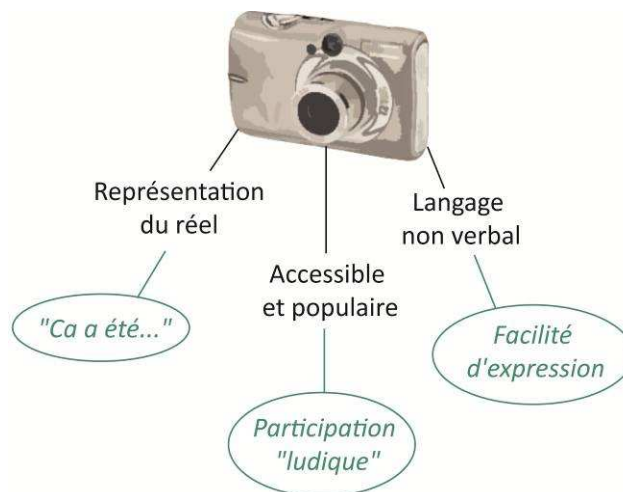 Représentation
du réel
"Ca a été..."
Accessible
et populaire
Participation
"ludique"
Langage
non verbal
Facilité
d'expression